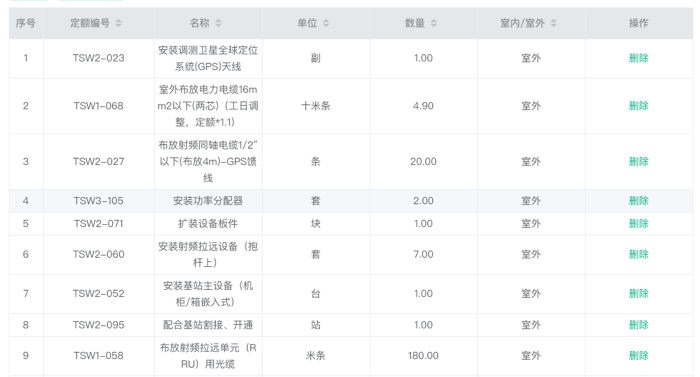 序号 定额编号 名称 单位 数量 室内/室外 操作
1 TSW2-023 安装调测卫星全球定位 副 1.00 室外 删除
系统(GPS)天线
2 TSW1-068 室外布放电力电缆16m 十米条 4.90 室外 删除
m2以下(两芯)(工日调
整，定额*1.1)
3 TSW2-027 布放射频同轴电缆1/2" 条 20.00 室外 删除
以下(布放4m)-GPS馈
线
4 TSW3-105 安装功率分配器 套 2.00 室外 删除
5 TSW2-071 扩装设备板件 块 1.00 室外 删除
6 TSW2-060 安装射频拉远设备（抱 套 7.00 室外 删除
杆上）
7 TSW2-052 安装基站主设备（机 台 1.00 室外 删除
柜/箱嵌入式）
8 TSW2-095 配合基站割接、开通 站 1.00 室外 删除
9 TSW1-058 布放射频拉远单元（R 米条 180.00 室外 删除
RU）用光缆